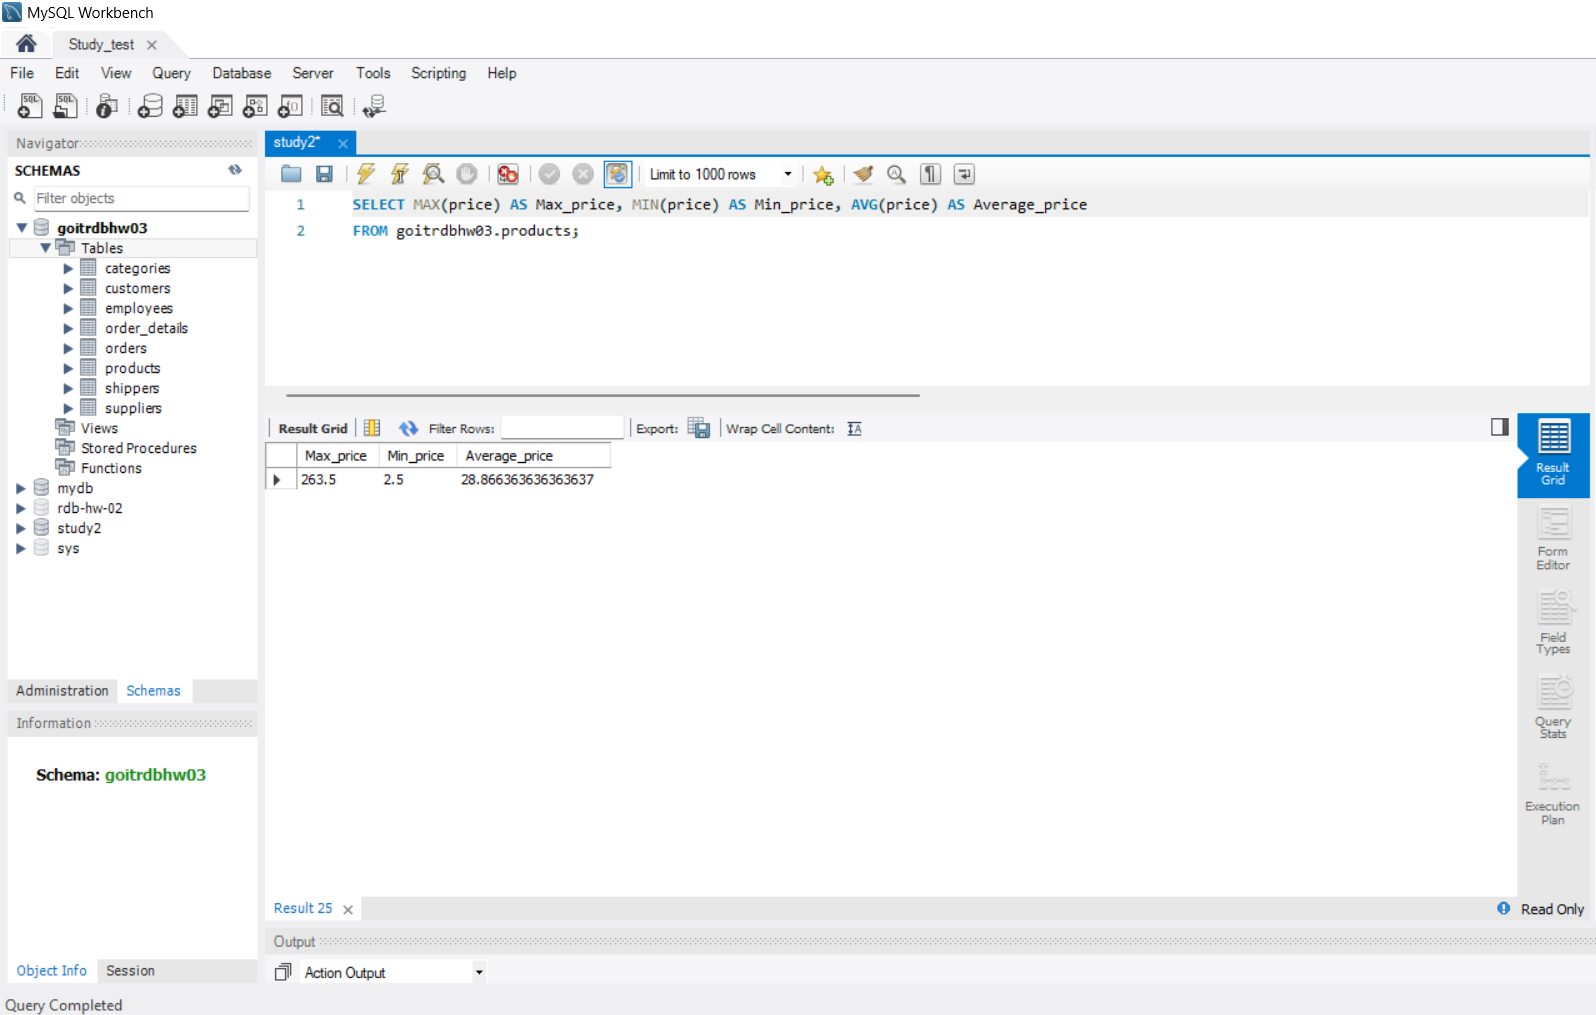 MySQL Workbench
Study_test
File Edit View Query Database Server Tools Scripting Help
Navigator
SCHEMAS
Filter objects
goitrdbhw03
Tables
categories
customers
employees
order_details
orders
products
shippers
suppliers
Views
Stored Procedures
Functions
mydb
rdb-hw-02
study2
sys
Administration Schemas
Information
Schema: goitrdbhw03
Object Info Session
study2*
Limit to 1000 rows
1 SELECT MAX(price) AS Max_price, MIN(price) AS Min_price, AVG(price) AS Average_price
2 FROM goitrdbhw03.products;
Result Grid Filter Rows: Export: Wrap Cell Content:
Max_price Min_price Average_price
263.5 2.5 28.866363636363637
Result
Grid
Form
Editor
Field
Types
Query
Stats
Execution
Plan
Result 25
Read Only
Output
Action Output
Query Completed